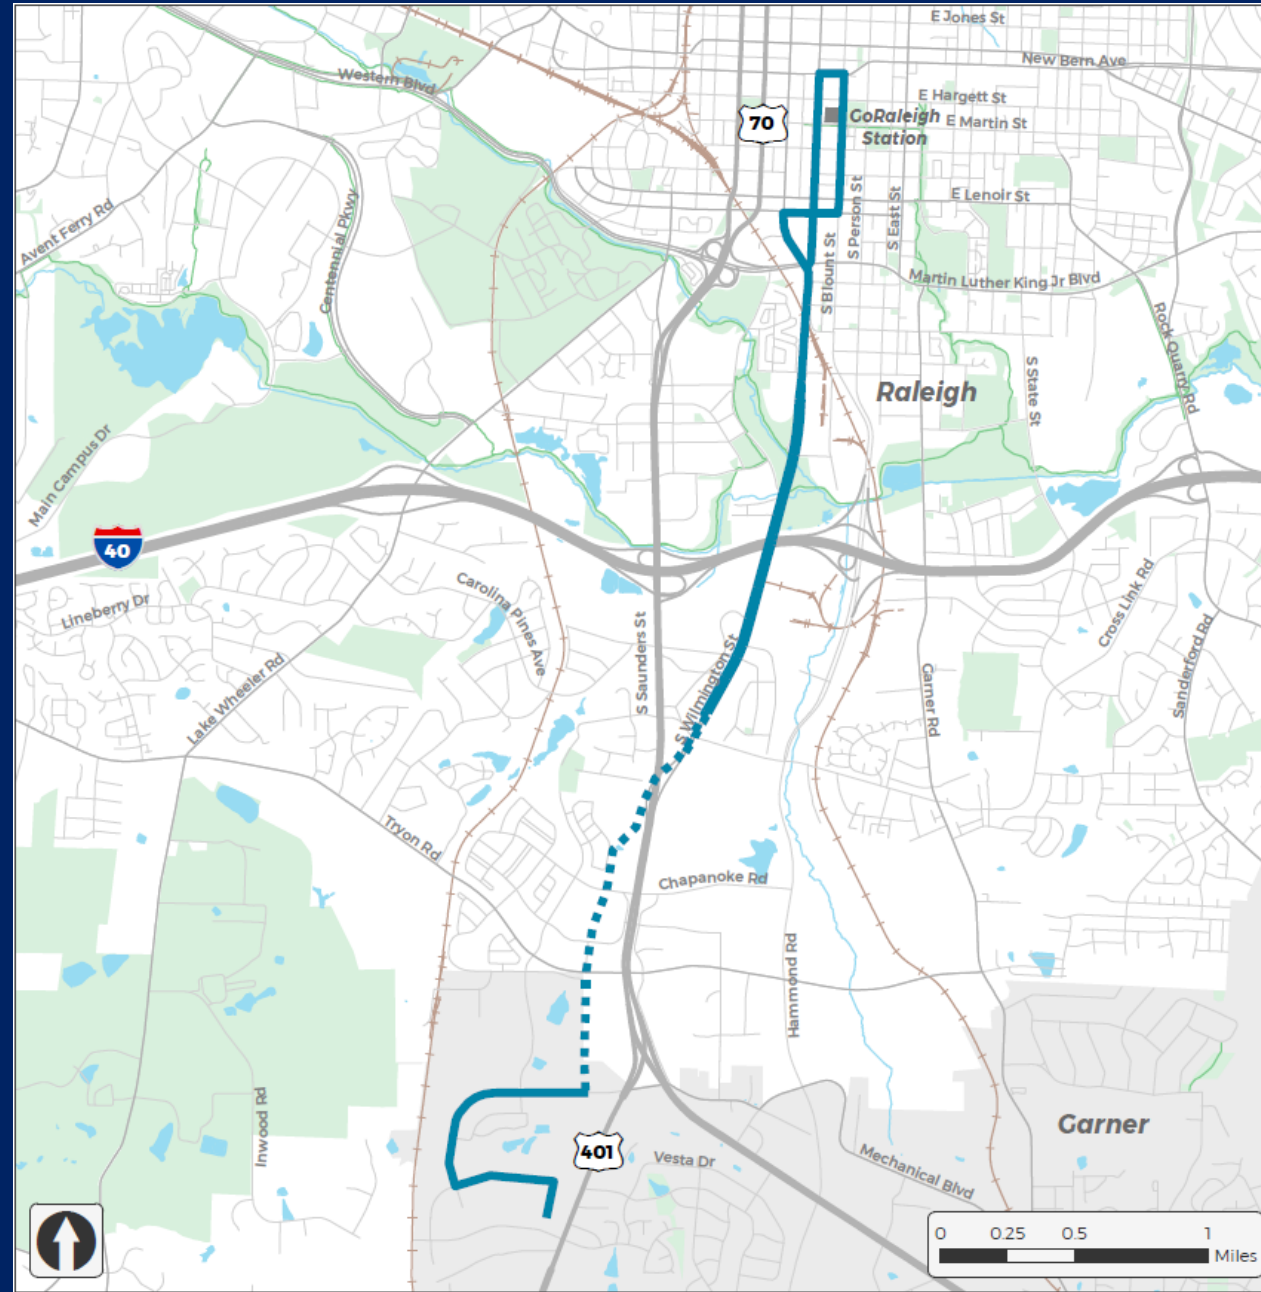 E Jones St
New Bern Ave
Western Blvd
E Hargett St
70
GoRaleigh
Station
E Martin St
Centennial Pkwy
S Person St
S East St
E Lenoir St
Avent Ferry Rd
S Blount St
Martin Luther King Jr Blvd
Rock Quarry Rd
S State St
Raleigh
Main Campus Dr
40
Carolina Pines Ave
Cross Link Rd
Lineberry Dr
S Saunders St
S Wilmington St
Sanderford Rd
Lake Wheeler Rd
Garner Rd
Tryon Rd
Chapanoke Rd
Hammond Rd
Inwood Rd
Garner
401
Vesta Dr
Mechanical Blvd
0 0.25 0.5 1
Miles